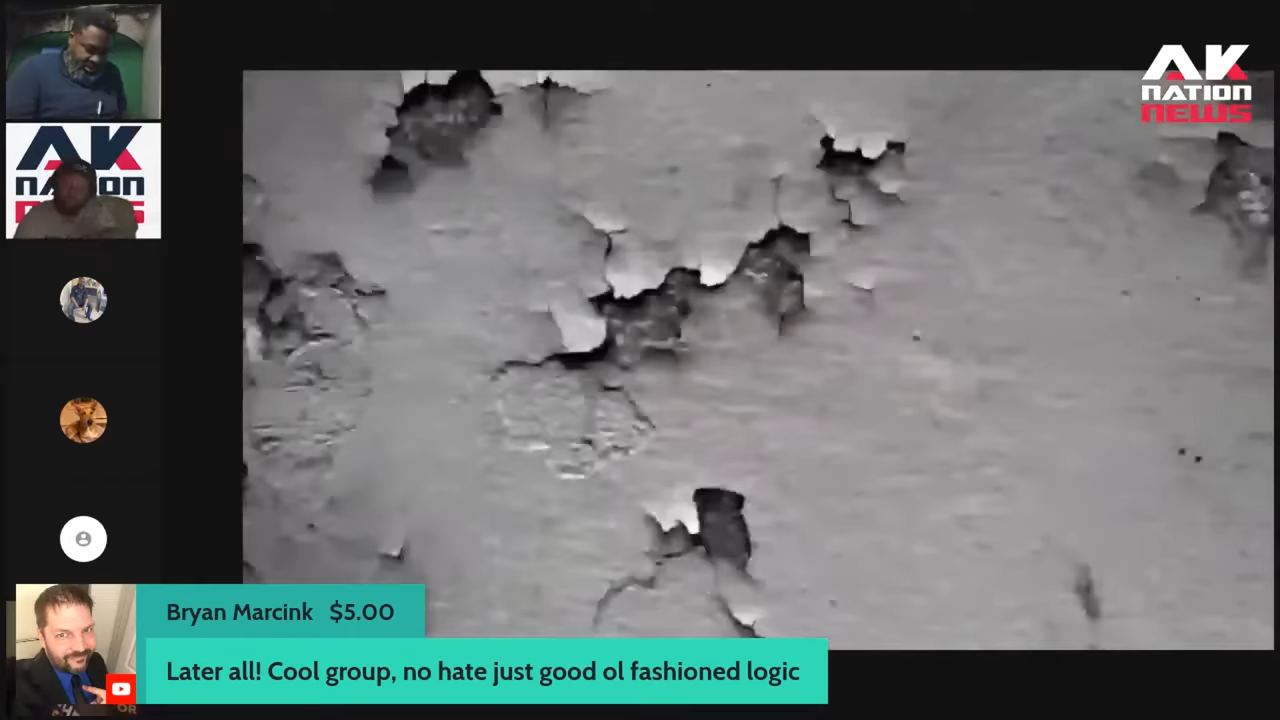 AK
NATION
NEWS
AK
NATION
Bryan Marcink $5.00
Later all! Cool group, no hate just good ol fashioned logic